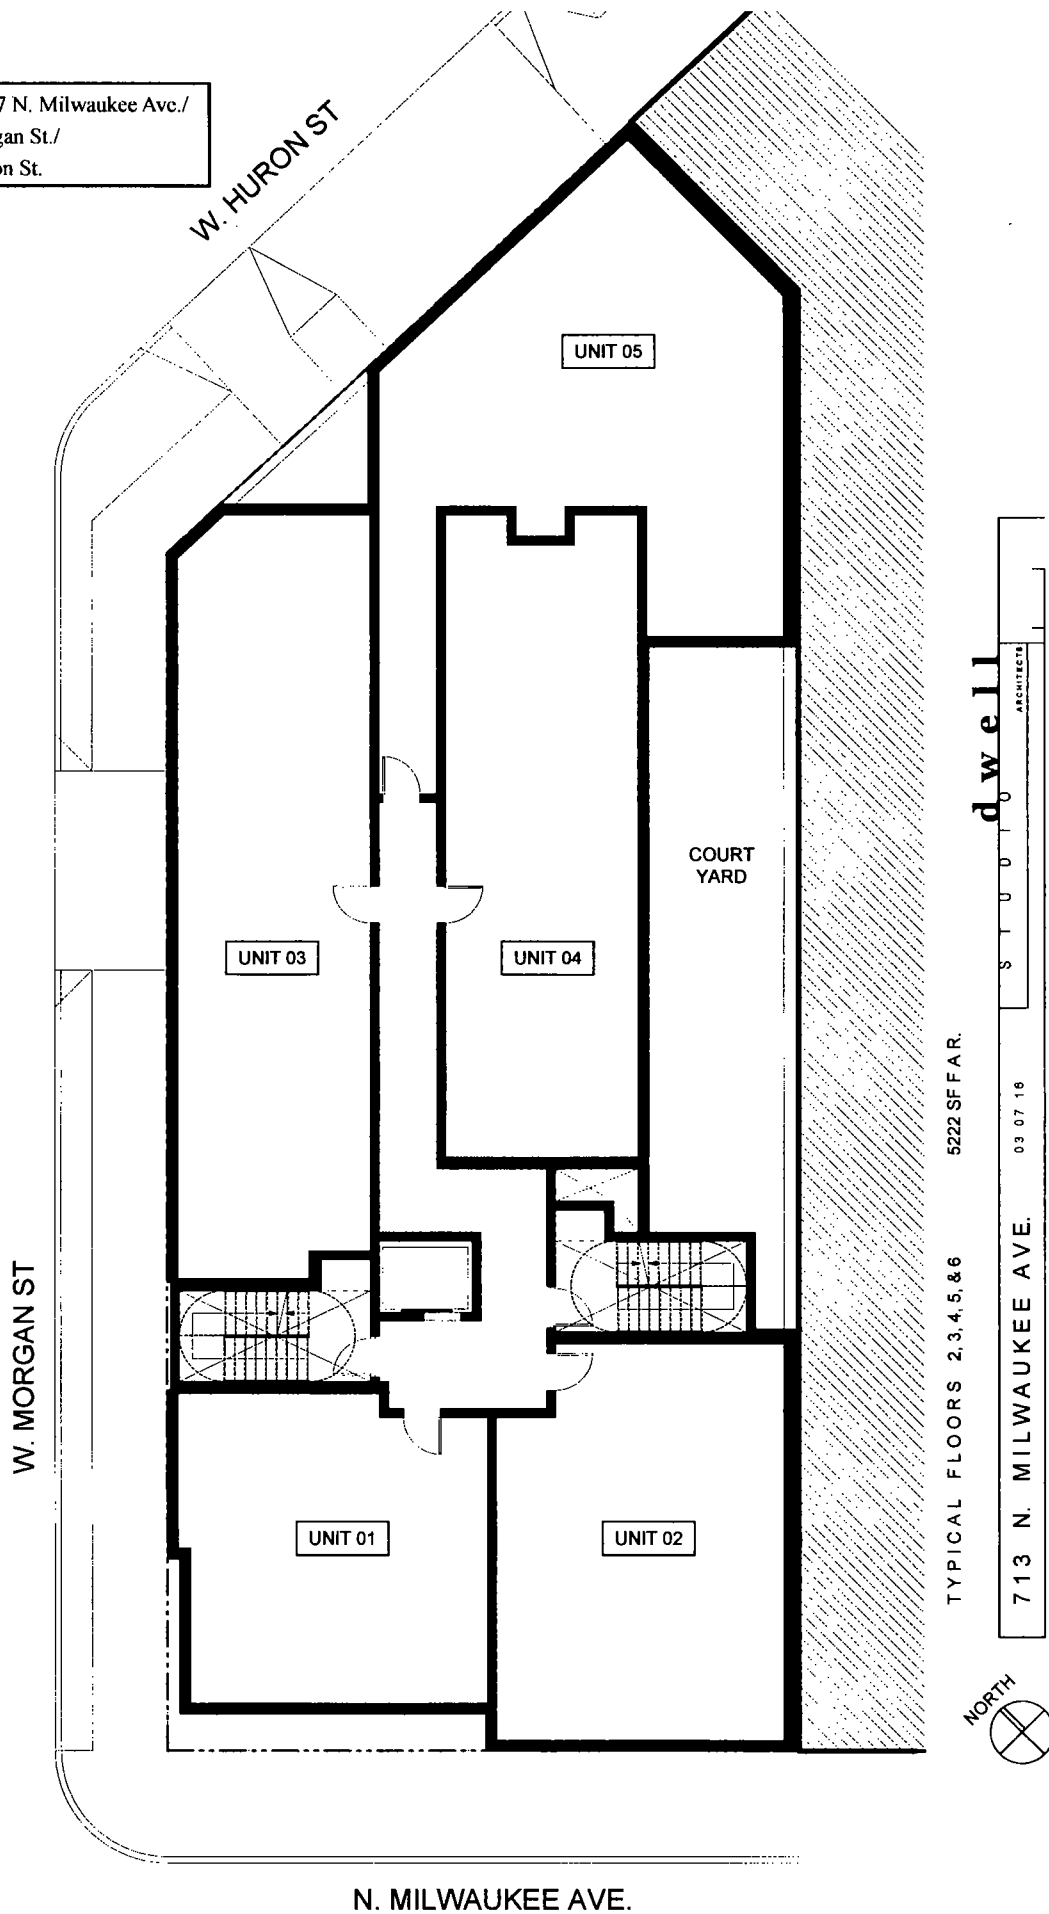 7 N. Milwaukee Ave./
gan St./
on St.
W. HURON ST
UNIT 05
COURT
YARD
UNIT 03
UNIT 04
W. MORGAN ST
UNIT 01
UNIT 02
N. MILWAUKEE AVE.
TYPICAL FLOORS 2,3,4,5,&6 5222 SF FAR.
713 N. MILWAUKEE AVE. 03 07 16
STUDIO
dwell
ARCHITECTS
NORTH